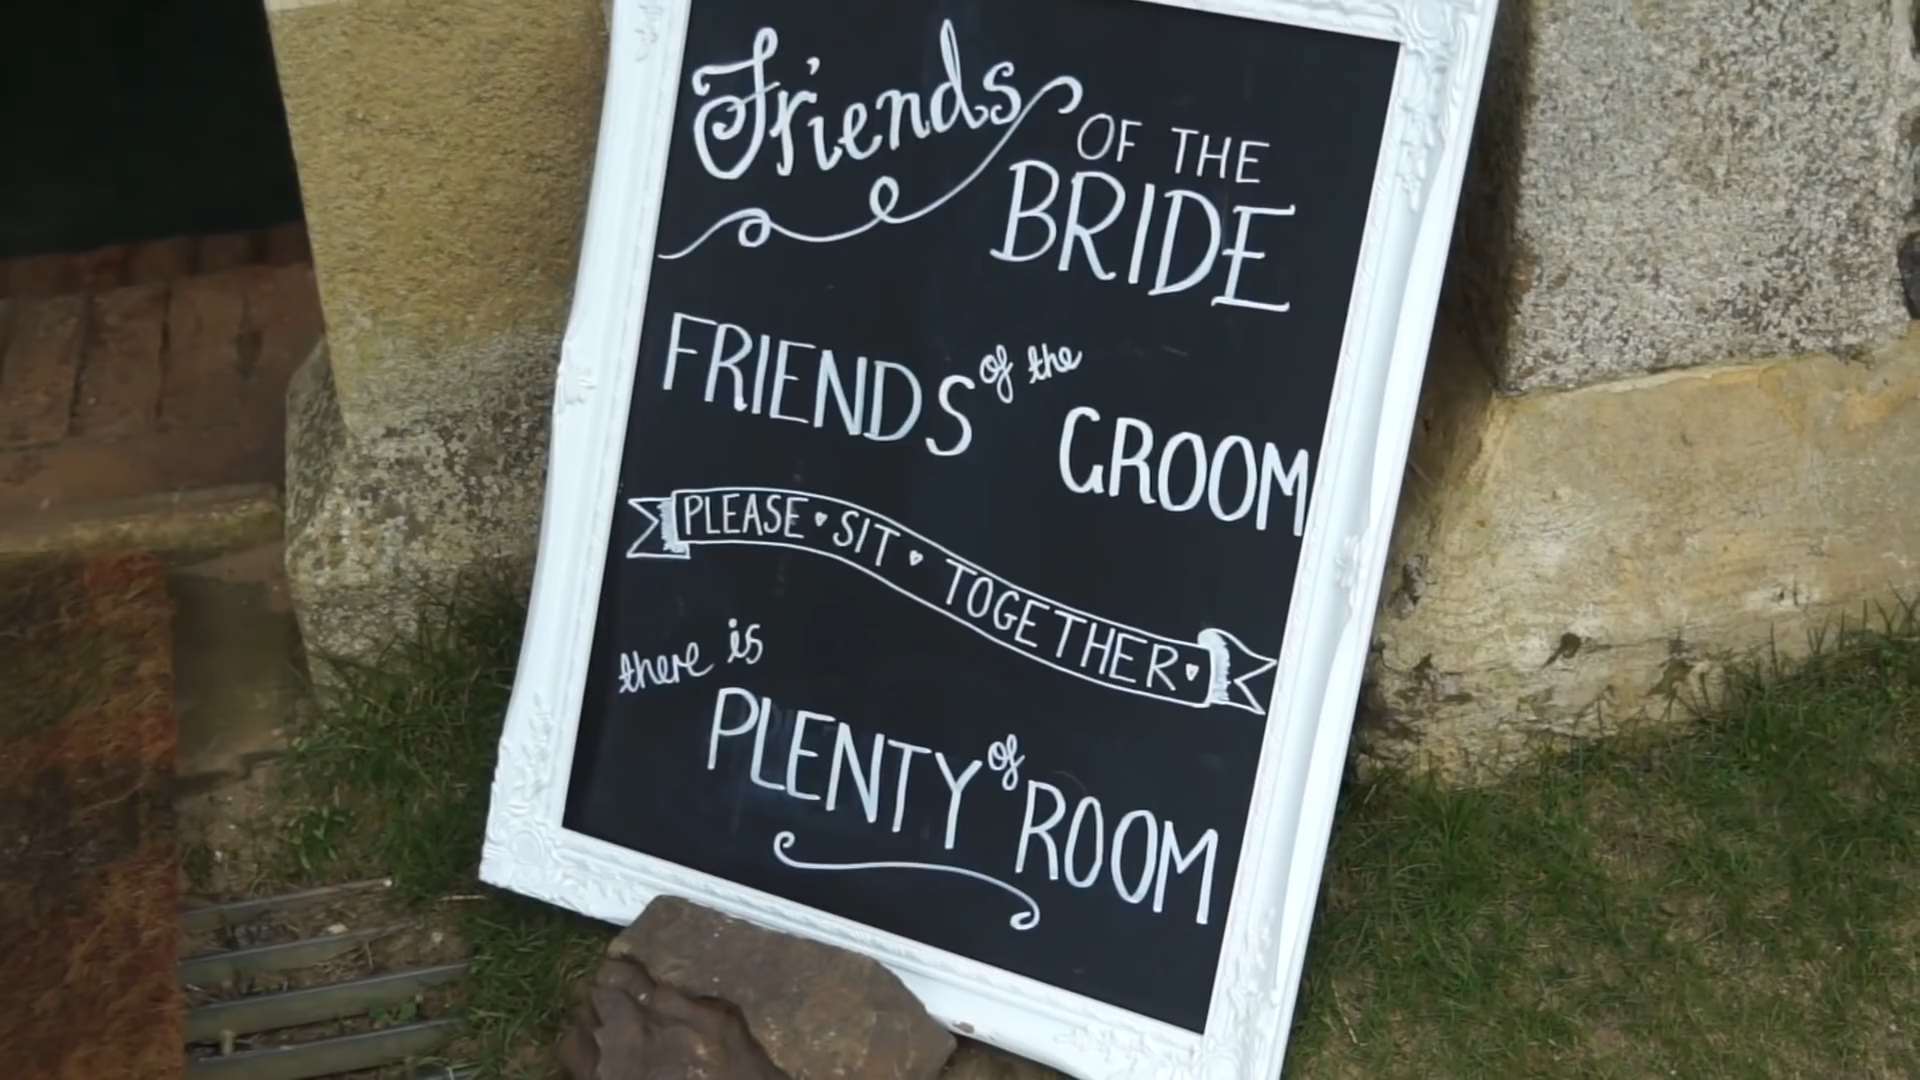 Friends OF THE
BRIDE
FRIENDS of the
GROOM
PLEASE SIT TOGETHER
there is
PLENTY of ROOM